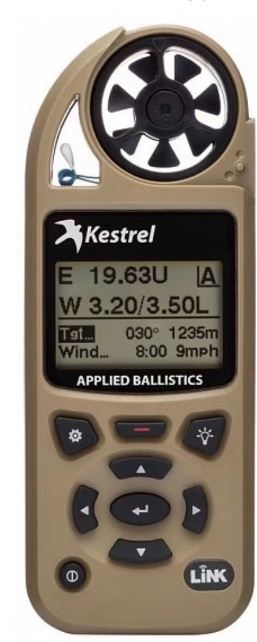 Kestrel
E 19.63U A
W 3.20/3.50L
Tgt... 030° 1235m
Wind... 8:00 9mph
APPLIED BALLISTICS
LiNK